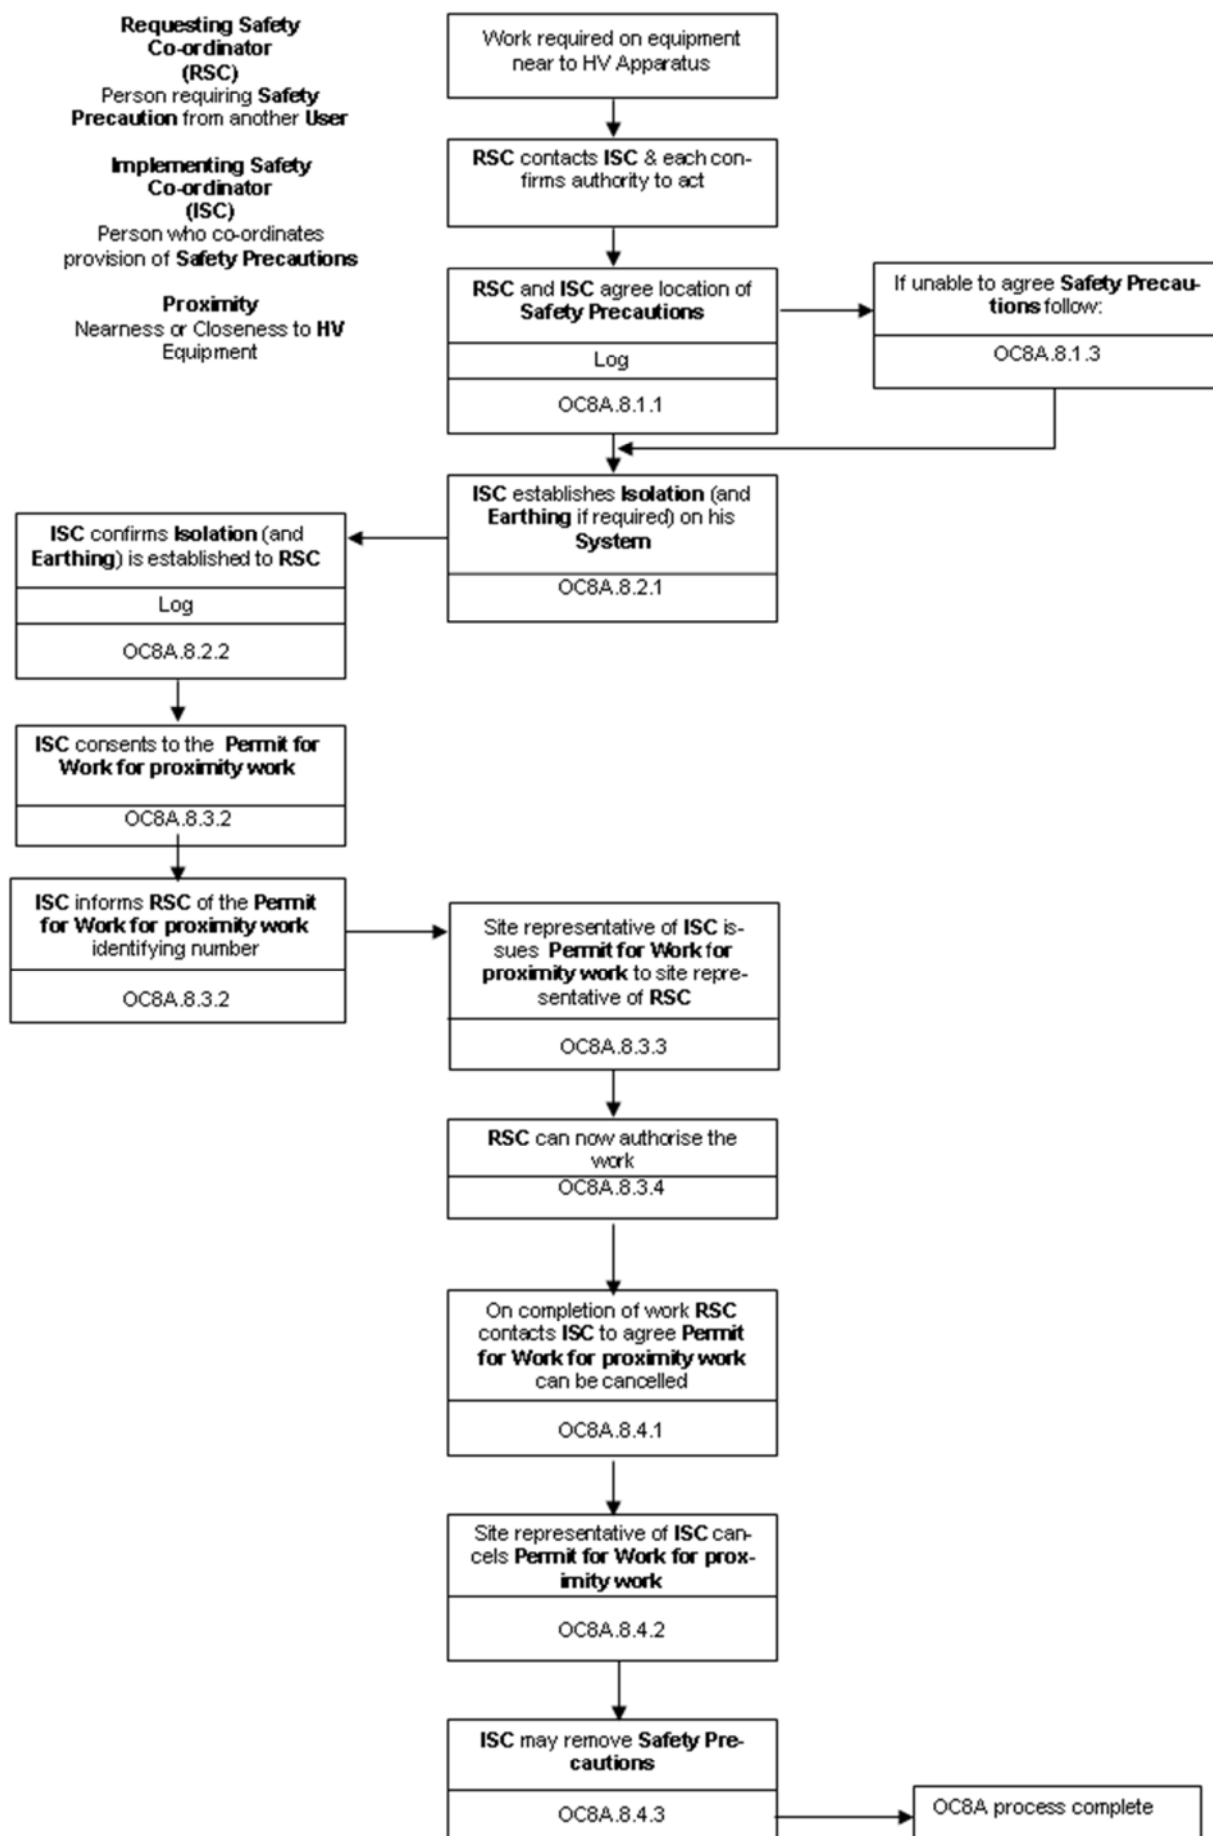 Requesting Safety
Co-ordinator
(RSC)
Person requiring Safety
Precaution from another User
Implementing Safety
Co-ordinator
(ISC)
Person who co-ordinates
provision of Safety Precautions
Proximity
Nearness or Closeness to HV
Equipment
Work required on equipment
near to HV Apparatus
RSC contacts ISC & each con-
firms authority to act
RSC and ISC agree location of
Safety Precautions
Log
OC8A.8.1.1
If unable to agree Safety Precau-
tions follow:
OC8A.8.1.3
ISC establishes Isolation (and
Earthing if required) on his
System
OC8A.8.2.1
ISC confirms Isolation (and
Earthing) is established to RSC
Log
OC8A.8.2.2
ISC consents to the Permit for
Work for proximity work
OC8A.8.3.2
ISC informs RSC of the Permit
for Work for proximity work
identifying number
OC8A.8.3.2
Site representative of ISC is-
sues Permit for Work for
proximity work to site repre-
sentative of RSC
OC8A.8.3.3
RSC can now authorise the
work
OC8A.8.3.4
On completion of work RSC
contacts ISC to agree Permit
for Work for proximity work
can be cancelled
OC8A.8.4.1
Site representative of ISC can-
cels Permit for Work for prox-
imity work
OC8A.8.4.2
ISC may remove Safety Pre-
cautions
OC8A.8.4.3
OC8A process complete